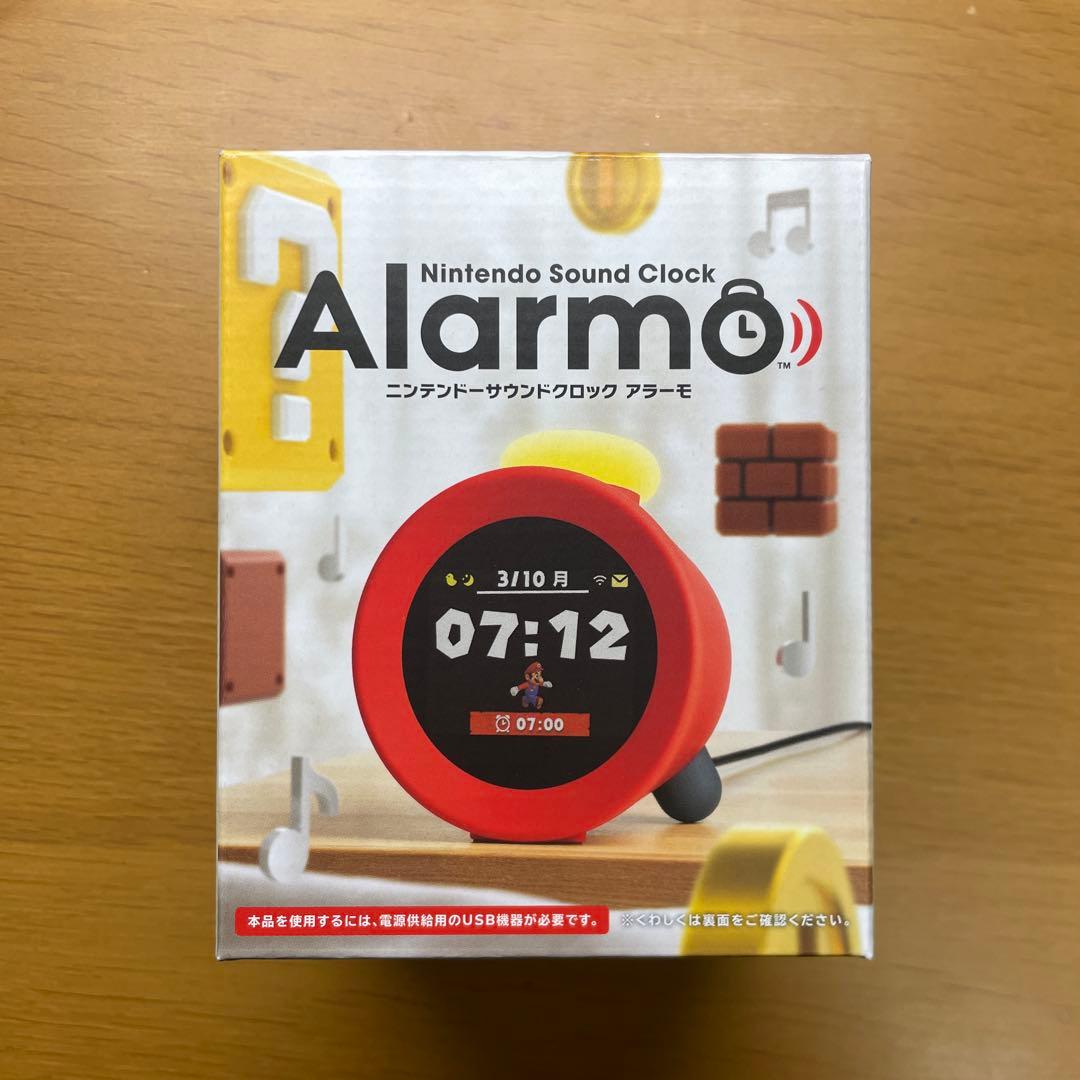 Nintendo Sound Clock
Alarmo
TM
ニンテンドーサウンドクロック アラーモ
3/10 月
07:12
07:00
本品を使用するには、電源供給用のUSB機器が必要です。
※くわしくは裏面をご確認ください。